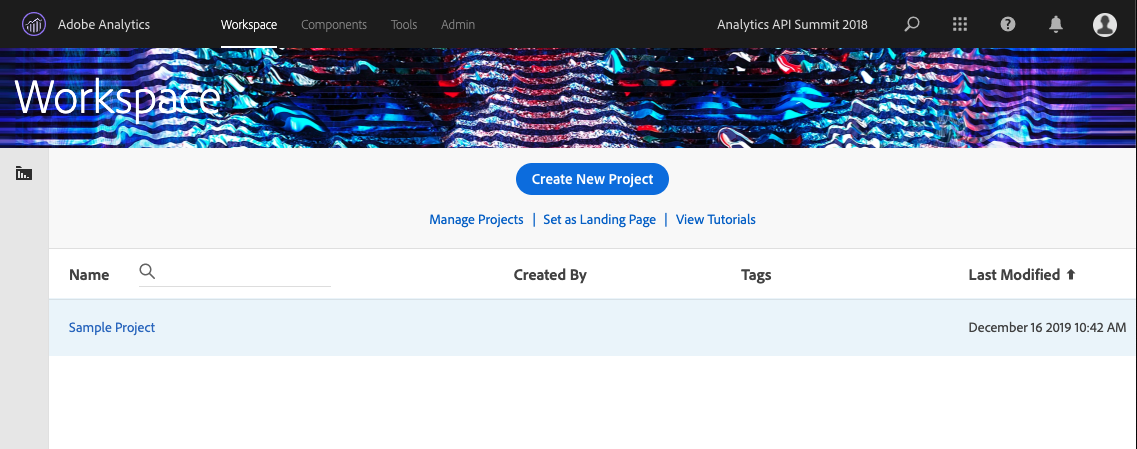 Adobe Analytics Workspace Components Tools Admin Analytics API Summit 2018
Workspace
Create New Project
Manage Projects | Set as Landing Page | View Tutorials
Name Created By Tags Last Modified
Sample Project December 16 2019 10:42 AM